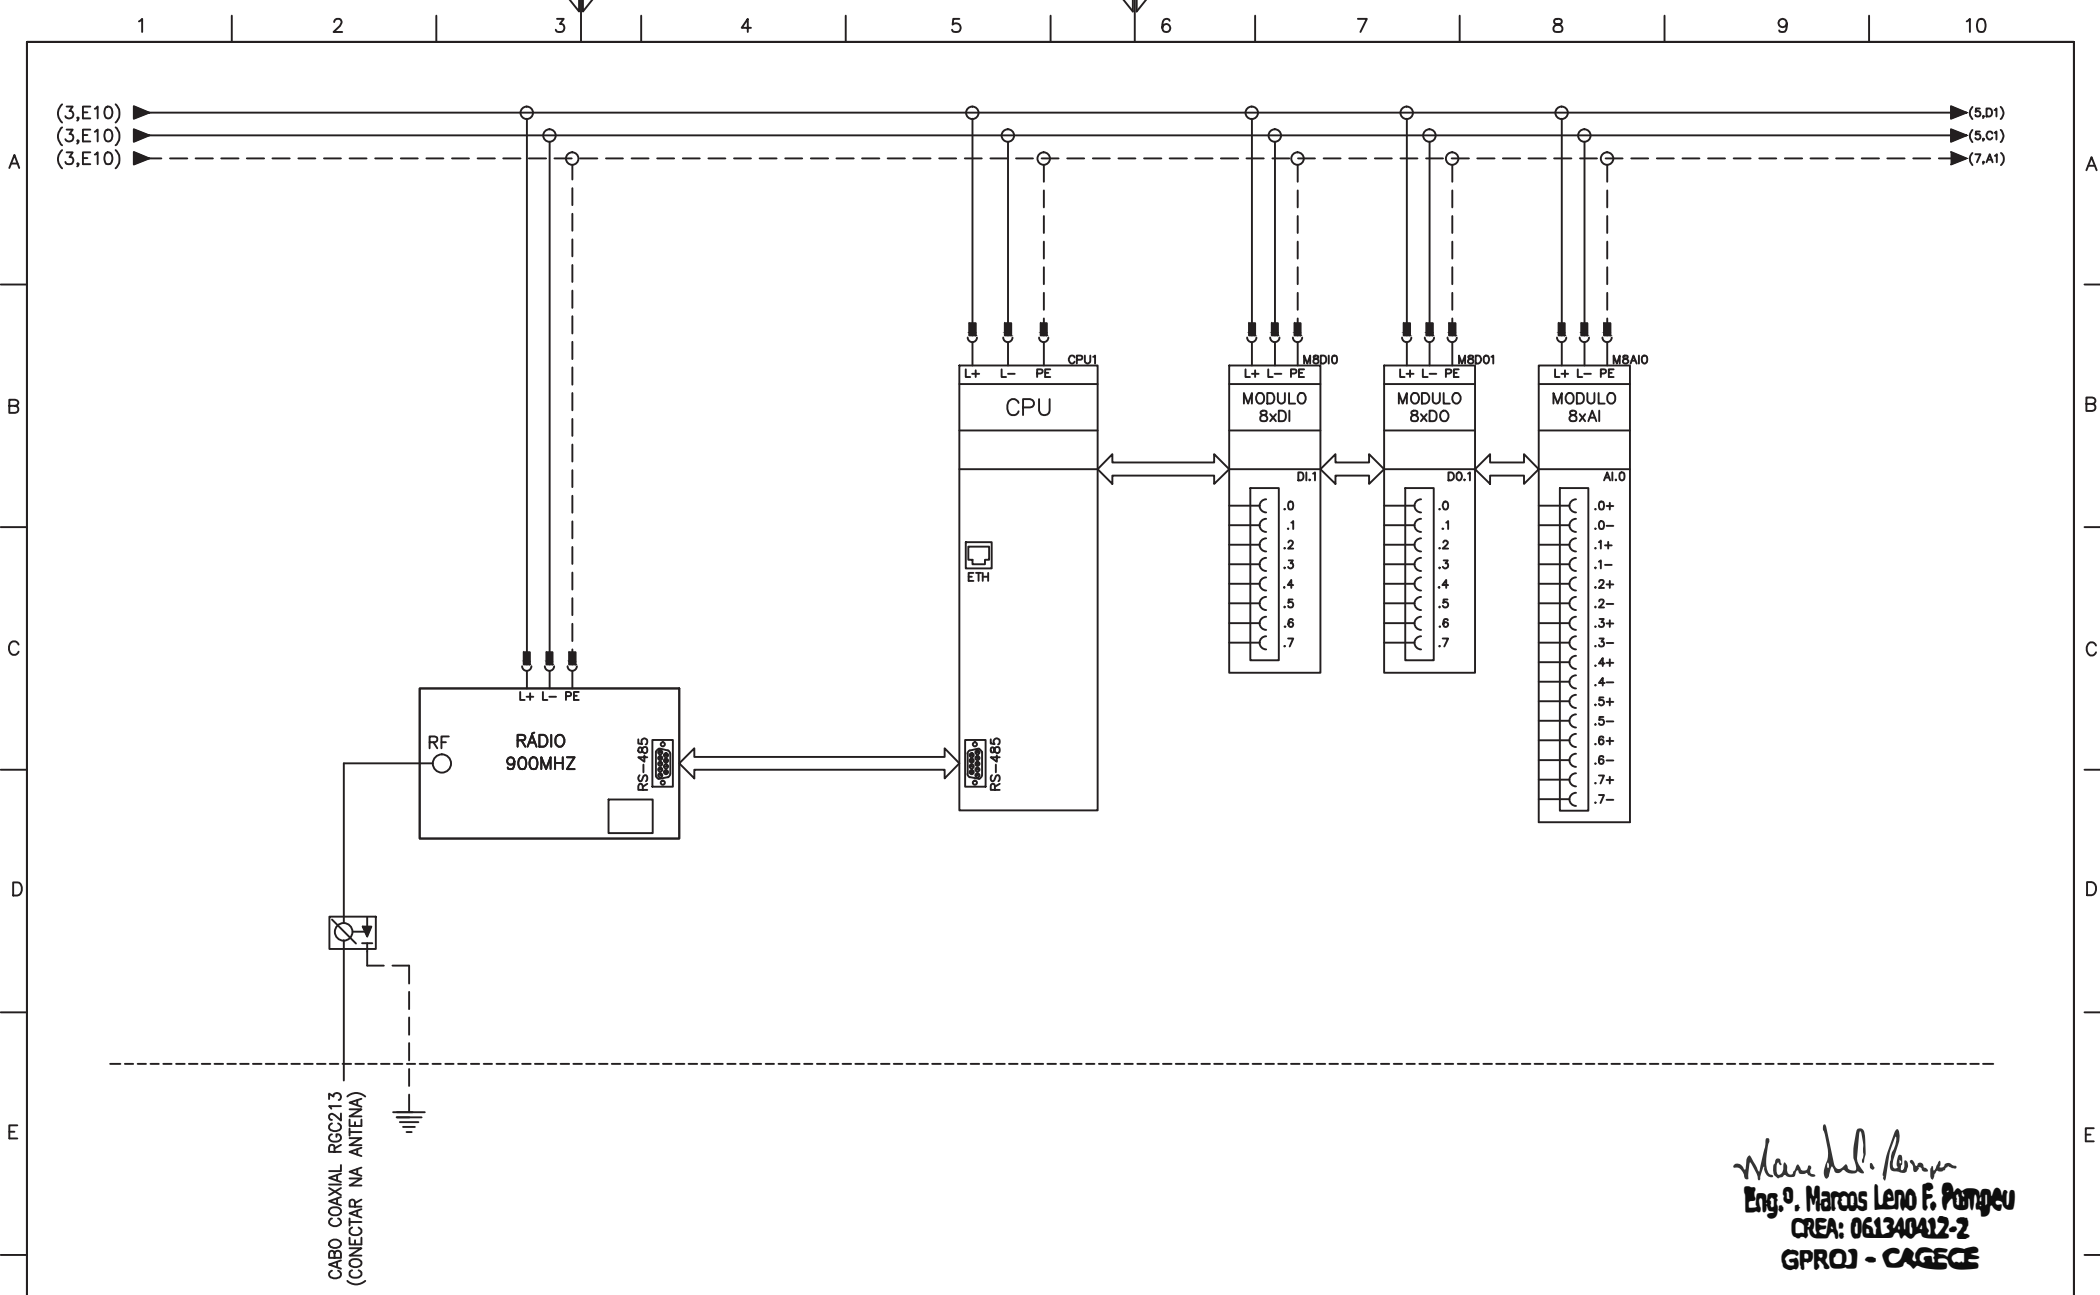 1 2 3 4 5 6 7 8 9 10
(3,E10) (5,D1)
(3,E10) (5,C1)
(3,E10) (7,A1)
A A
CPU1 M8DI0 M8DO1 M8AI0
L+ L- PE L+ L- PE L+ L- PE L+ L- PE
B B
CPU
MODULO
8xDI
MODULO
8xDO
MODULO
8xAI
DI.1
.0
.1
.2
.3
.4
.5
.6
.7
DO.1
.0
.1
.2
.3
.4
.5
.6
.7
AI.0
.0+
.0-
.1+
.1-
.2+
.2-
.3+
.3-
.4+
.4-
.5+
.5-
.6+
.6-
.7+
.7-
ETH
C C
L+ L- PE
RF
RÁDIO
900MHZ
RS-485
RS-485
D D
E E
CABO COAXIAL RGC213
(CONECTAR NA ANTENA)
Eng.º. Marcos Leno F. Pompeu
CREA: 061340412-2
GPROJ - CAGECE